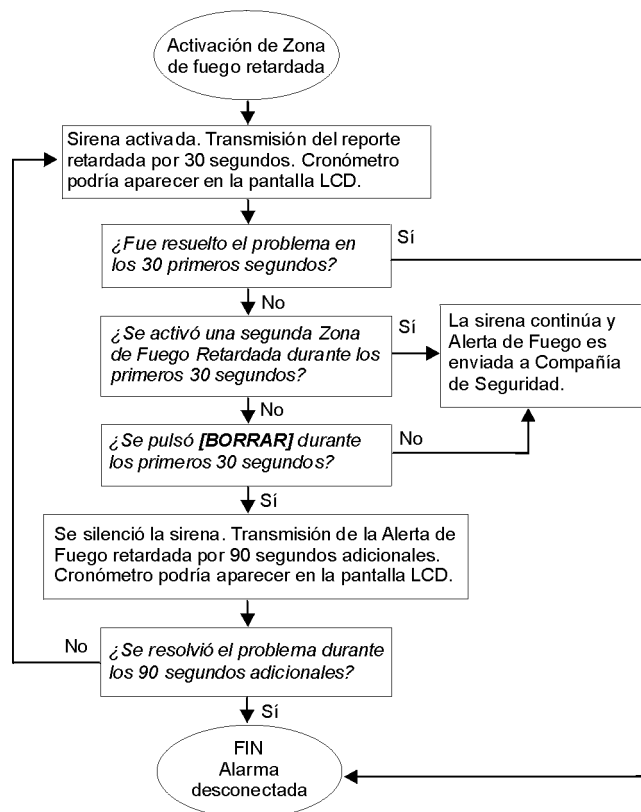 Activación de Zona
de fuego retardada
Sirena activada. Transmisión del reporte
retardada por 30 segundos. Cronómetro
podría aparecer en la pantalla LCD.
¿Fue resuelto el problema en
los 30 primeros segundos?
Sí
No
¿Se activó una segunda Zona
de Fuego Retardada durante los
primeros 30 segundos?
Sí
La sirena continúa y
Alerta de Fuego es
enviada a Compañía
de Seguridad.
No
¿Se pulsó [BORRAR] durante
los primeros 30 segundos?
No
Sí
Se silenció la sirena. Transmisión de la Alerta de
Fuego retardada por 90 segundos adicionales.
Cronómetro podría aparecer en la pantalla LCD.
No
¿Se resolvió el problema durante
los 90 segundos adicionales?
Sí
FIN
Alarma
desconectada